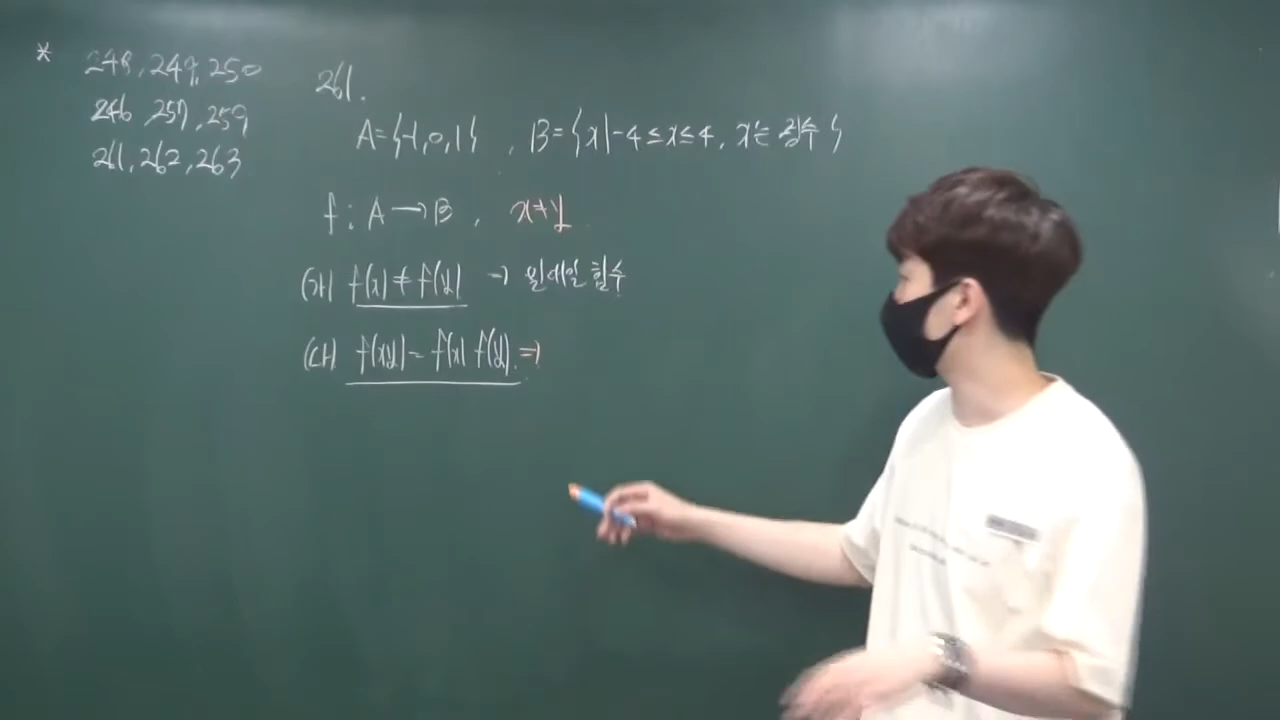 * 248, 249, 250
246 257, 259
261, 262, 263
261.
A={-1,0,1} , B={x|-4≤x≤4, x는 정수}
f: A→B , x≠y
(가) f(x)≠f(y) ⇒ 일대일 함수
(나) f(xy)=f(x)f(y). ⇒